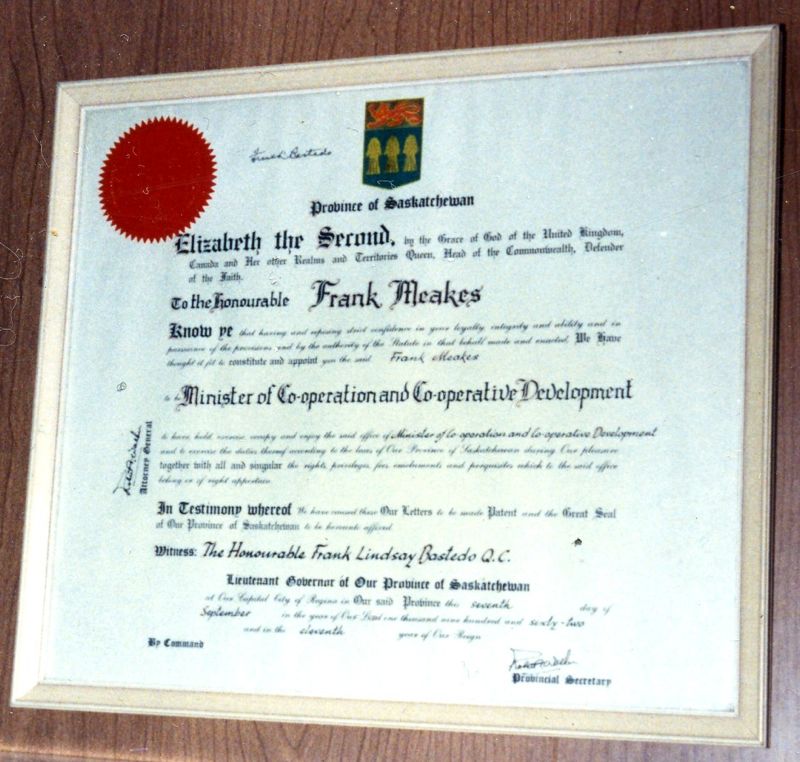 Frank Bastedo
Province of Saskatchewan
Elizabeth the Second, by the Grace of God of the United Kingdom,
Canada and Her other Realms and Territories Queen, Head of the Commonwealth, Defender
of the Faith.
To the Honourable Frank Meakes
Know ye that having and reposing strict confidence in your loyalty, integrity and ability and in
pursuance of the provisions and by the authority of the Statute in that behalf made and enacted, We Have
thought it fit to constitute and appoint you the said Frank Meakes
to be Minister of Co-operation and Co-operative Development
to have, hold, exercise, occupy and enjoy the said office of Minister of Co-operation and Co-operative Development
and to exercise the duties thereof according to the laws of Our Province of Saskatchewan during Our pleasure
together with all and singular the rights, privileges, fees, emoluments and perquisites which to the said office
belong or of right appertain.
Attorney General
In Testimony whereof We have caused these Our Letters to be made Patent and the Great Seal
of Our Province of Saskatchewan to be hereunto affixed.
Witness: The Honourable Frank Lindsay Bastedo Q.C.
Lieutenant Governor of Our Province of Saskatchewan
at Our Capital City of Regina in Our said Province this seventh day of
September in the year of Our Lord one thousand nine hundred and sixty-two
and in the eleventh year of Our Reign
By Command
Provincial Secretary